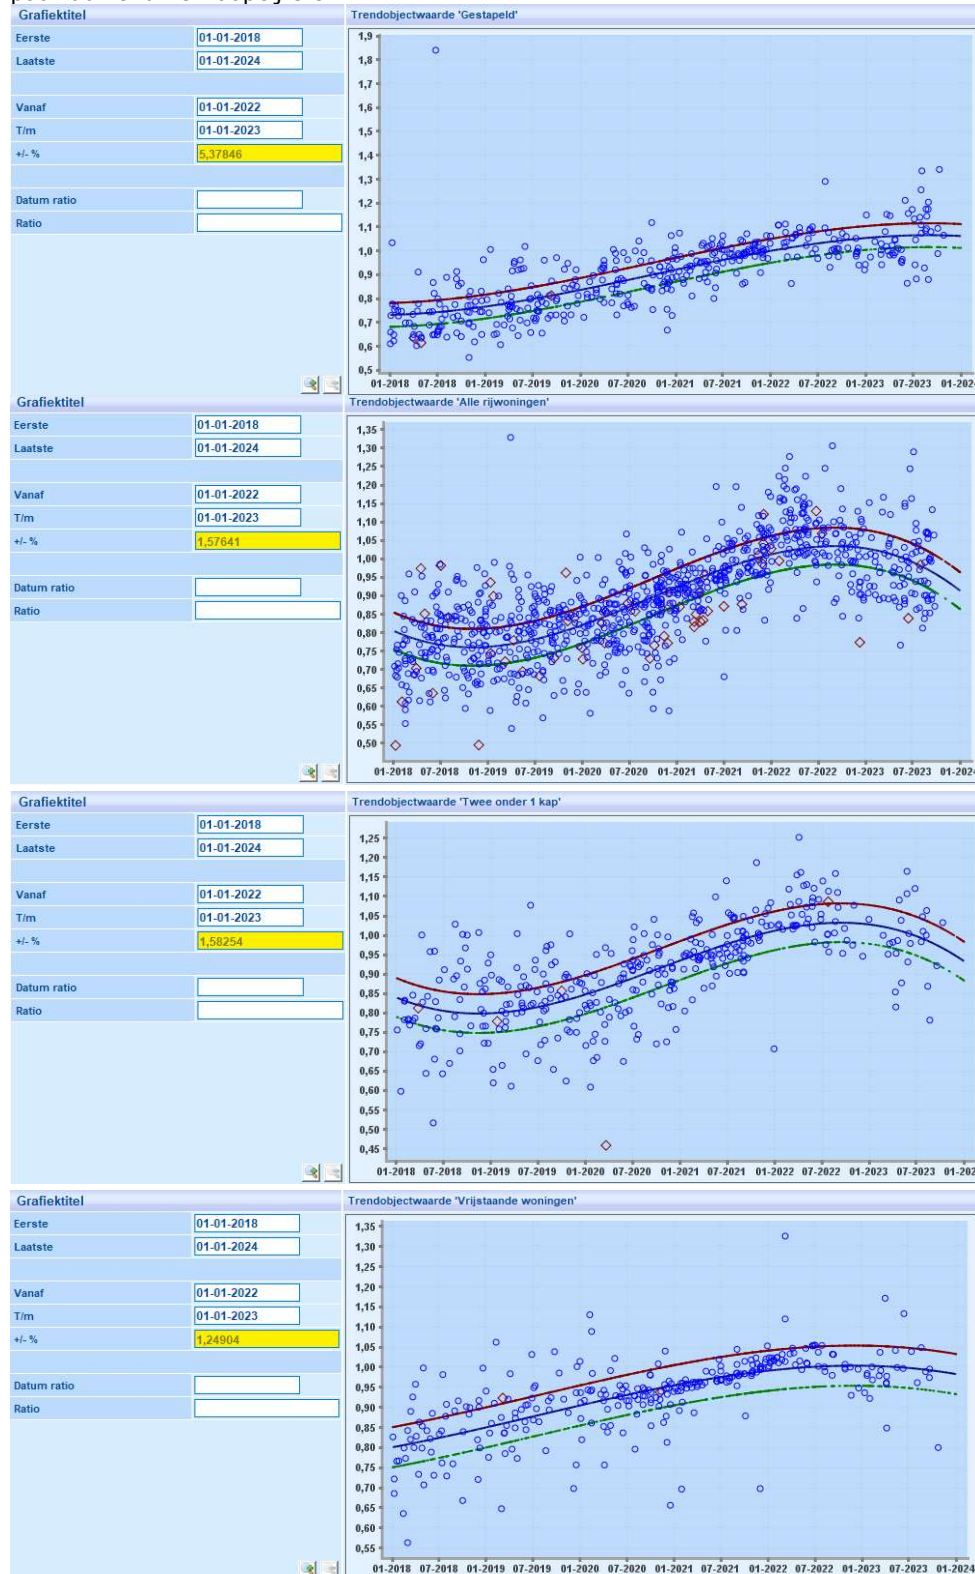 Grafiektitel
Eerste 01-01-2018
Laatste 01-01-2024
Vanaf 01-01-2022
T/m 01-01-2023
+/- % 5,37846
Datum ratio
Ratio
Trendobjectwaarde 'Gestapeld'
1,9
1,8
1,7
1,6
1,5
1,4
1,3
1,2
1,1
1,0
0,9
0,8
0,7
0,6
0,5
01-2018 07-2018 01-2019 07-2019 01-2020 07-2020 01-2021 07-2021 01-2022 07-2022 01-2023 07-2023 01-2024
Grafiektitel
Eerste 01-01-2018
Laatste 01-01-2024
Vanaf 01-01-2022
T/m 01-01-2023
+/- % 1,57641
Datum ratio
Ratio
Trendobjectwaarde 'Alle rijwoningen'
1,35
1,30
1,25
1,20
1,15
1,10
1,05
1,00
0,95
0,90
0,85
0,80
0,75
0,70
0,65
0,60
0,55
0,50
01-2018 07-2018 01-2019 07-2019 01-2020 07-2020 01-2021 07-2021 01-2022 07-2022 01-2023 07-2023 01-2024
Grafiektitel
Eerste 01-01-2018
Laatste 01-01-2024
Vanaf 01-01-2022
T/m 01-01-2023
+/- % 1,58254
Datum ratio
Ratio
Trendobjectwaarde 'Twee onder 1 kap'
1,25
1,20
1,15
1,10
1,05
1,00
0,95
0,90
0,85
0,80
0,75
0,70
0,65
0,60
0,55
0,50
0,45
01-2018 07-2018 01-2019 07-2019 01-2020 07-2020 01-2021 07-2021 01-2022 07-2022 01-2023 07-2023 01-202
Grafiektitel
Eerste 01-01-2018
Laatste 01-01-2024
Vanaf 01-01-2022
T/m 01-01-2023
+/- % 1,24904
Datum ratio
Ratio
Trendobjectwaarde 'Vrijstaande woningen'
1,35
1,30
1,25
1,20
1,15
1,10
1,05
1,00
0,95
0,90
0,85
0,80
0,75
0,70
0,65
0,60
0,55
01-2018 07-2018 01-2019 07-2019 01-2020 07-2020 01-2021 07-2021 01-2022 07-2022 01-2023 07-2023 01-2024